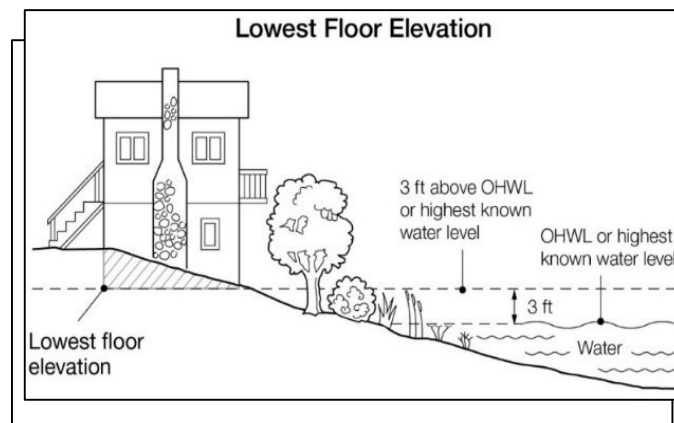 Lowest Floor Elevation
3 ft above OHWL
or highest known
water level
OHWL or highest
known water level
3 ft
Water
Lowest floor
elevation